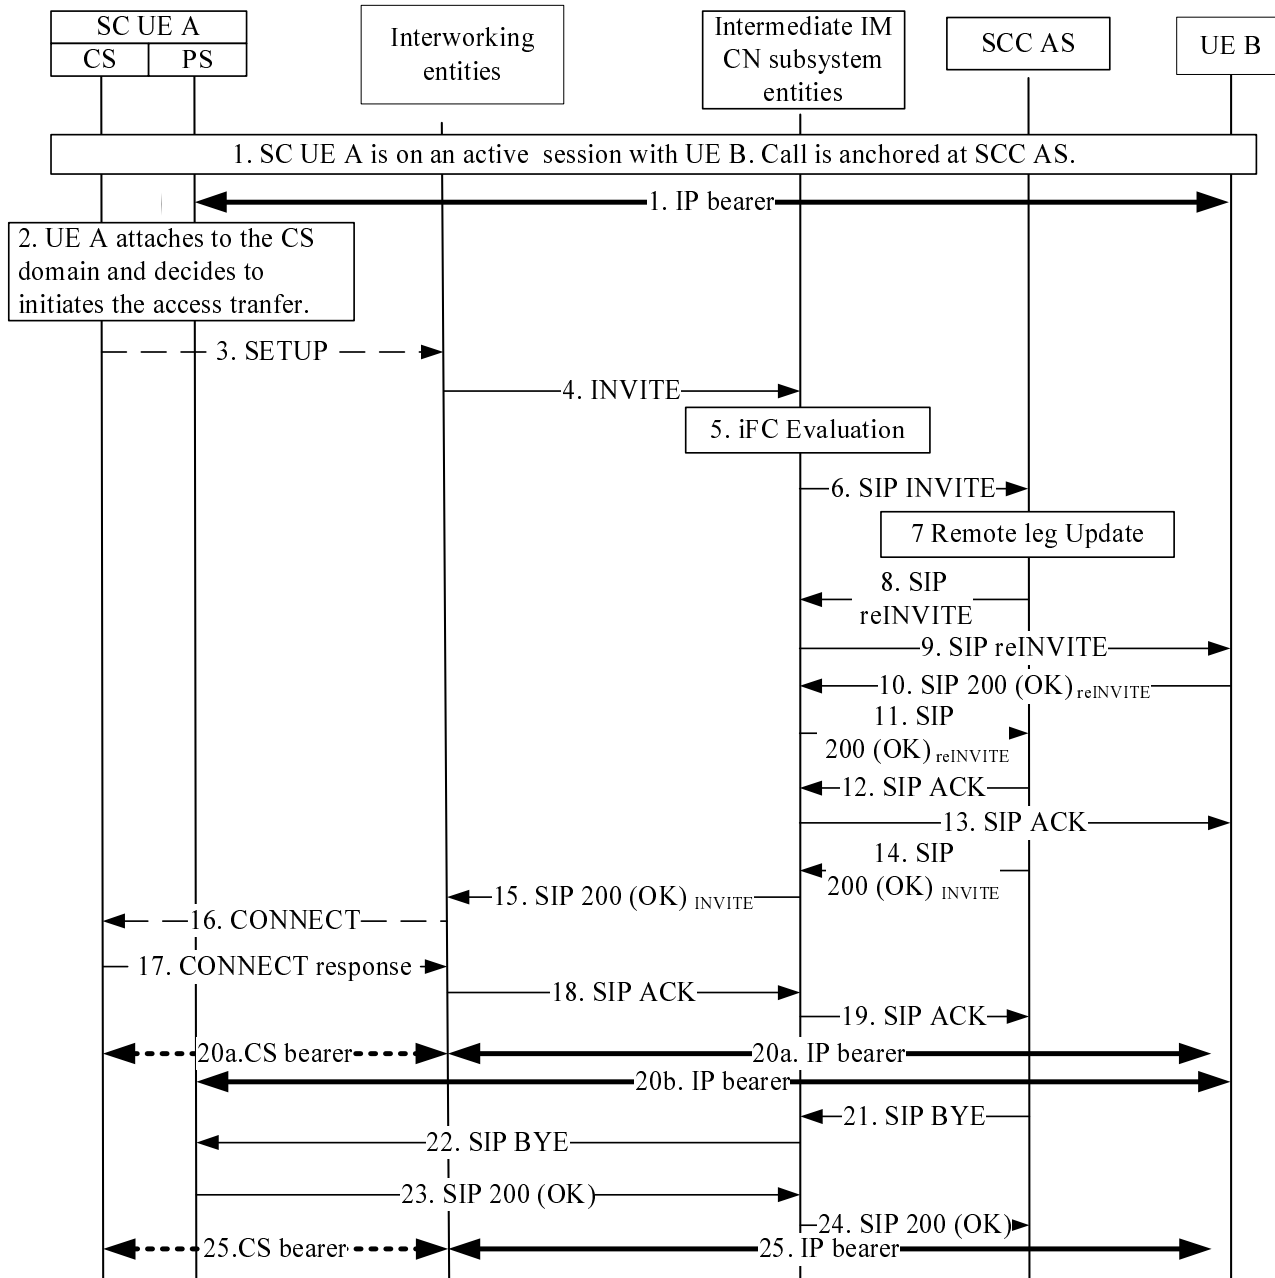 SC UE A
CS
PS
Interworking
entities
Intermediate IM
CN subsystem
entities
SCC AS
UE B
1. SC UE A is on an active session with UE B. Call is anchored at SCC AS.
1. IP bearer
2. UE A attaches to the CS
domain and decides to
initiates the access tranfer.
3. SETUP
4. INVITE
5. iFC Evaluation
6. SIP INVITE
7 Remote leg Update
8. SIP
reINVITE
9. SIP reINVITE
10. SIP 200 (OK) reINVITE
11. SIP
200 (OK) reINVITE
12. SIP ACK
13. SIP ACK
14. SIP
200 (OK) INVITE
15. SIP 200 (OK) INVITE
16. CONNECT
17. CONNECT response
18. SIP ACK
19. SIP ACK
20a.CS bearer
20a. IP bearer
20b. IP bearer
21. SIP BYE
22. SIP BYE
23. SIP 200 (OK)
24. SIP 200 (OK)
25.CS bearer
25. IP bearer